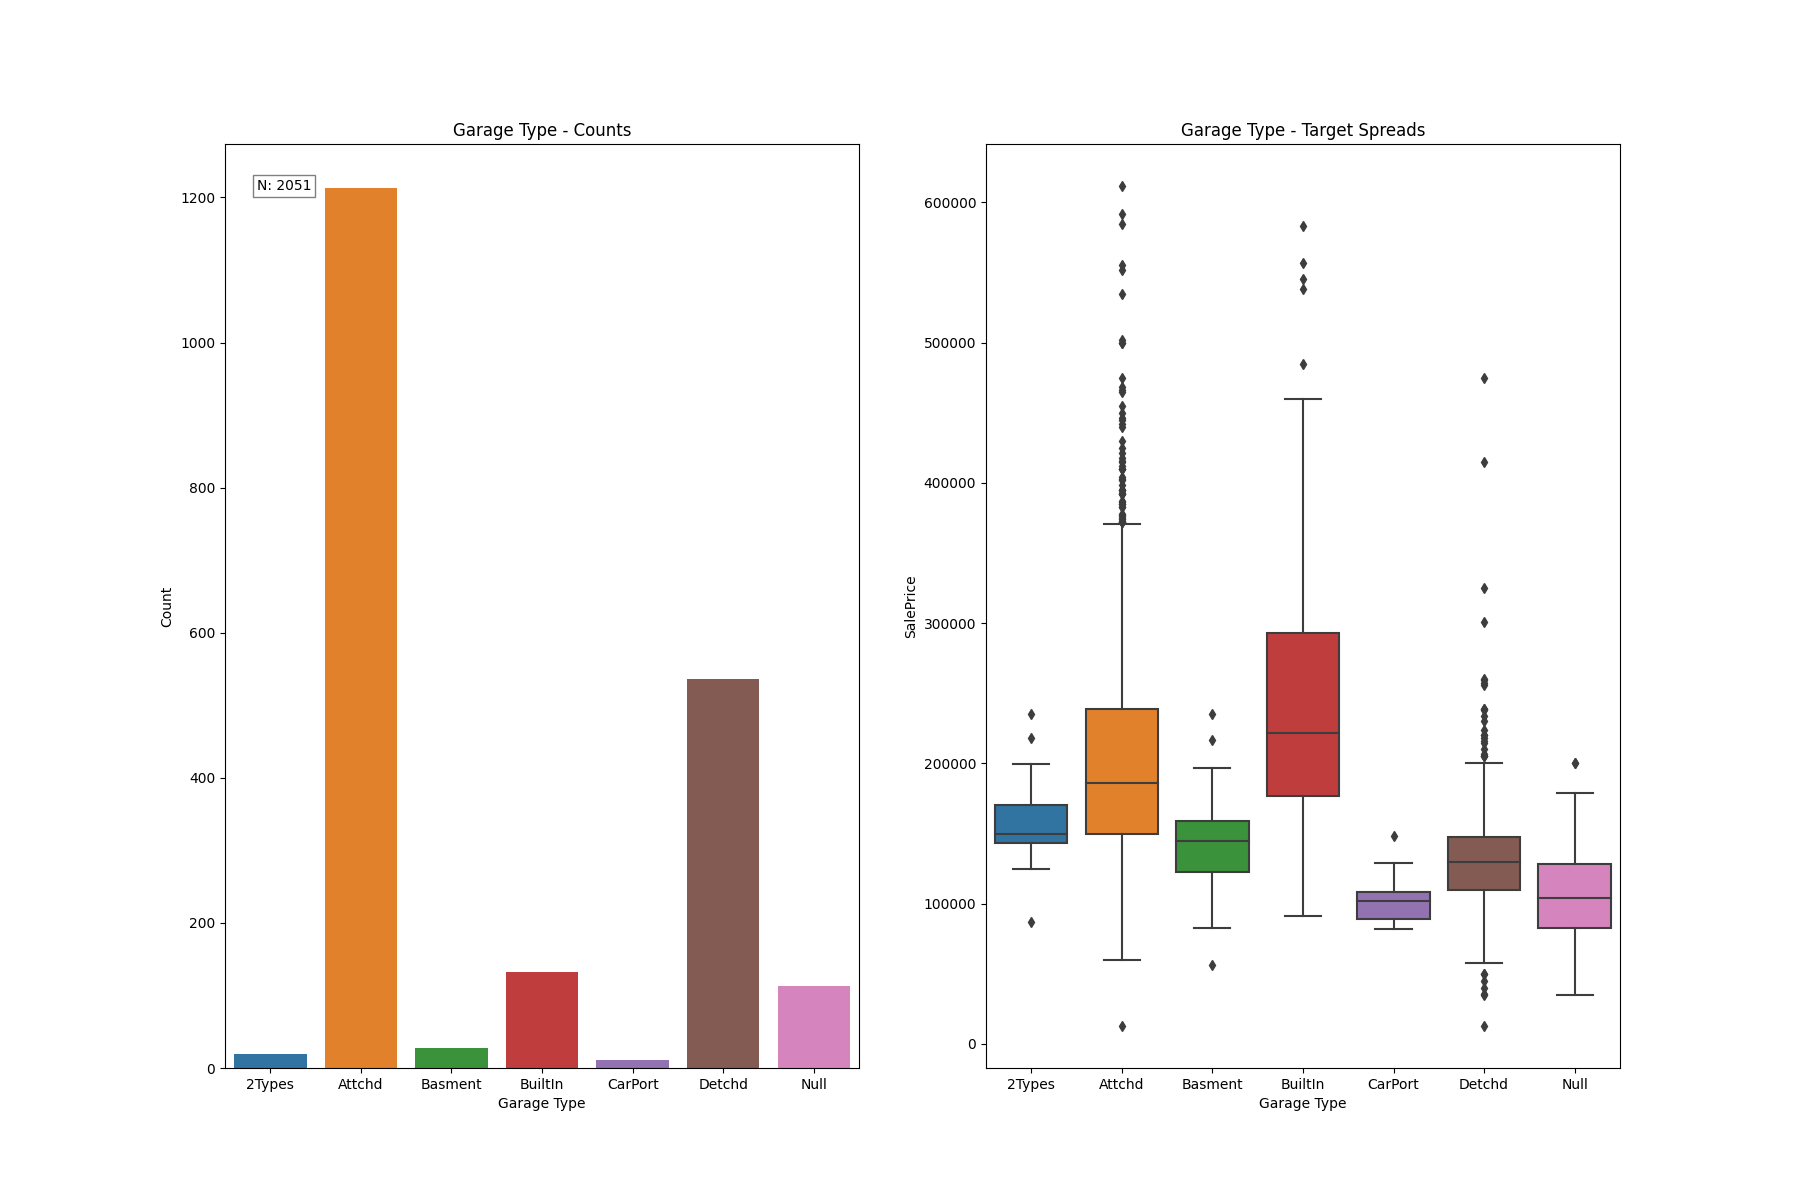 Garage Type - Counts
N: 2051
1200
1000
800
600
400
200
0
Count
2Types Attchd Basment BuiltIn CarPort Detchd Null
Garage Type
Garage Type - Target Spreads
600000
500000
400000
300000
200000
100000
0
SalePrice
2Types Attchd Basment BuiltIn CarPort Detchd Null
Garage Type